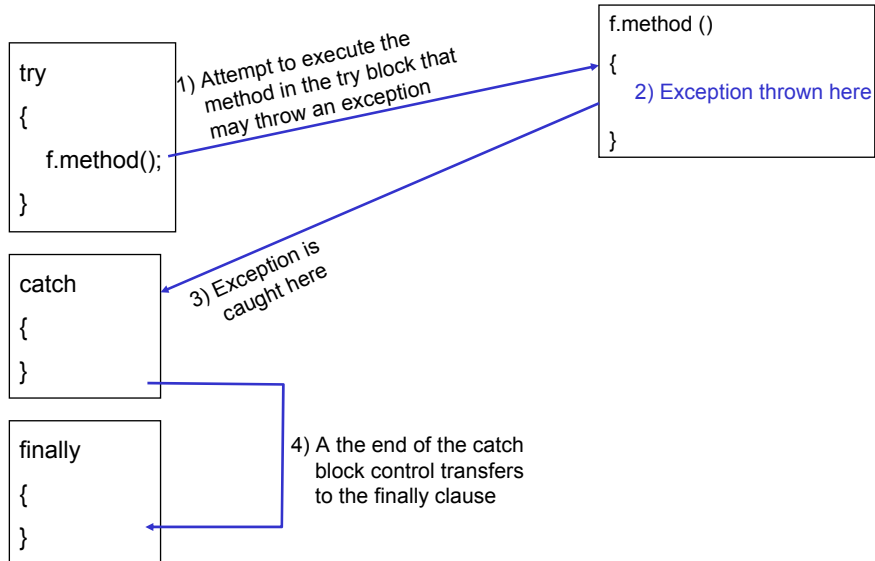 try
{
f.method();
}
1) Attempt to execute the
method in the try block that
may throw an exception
f.method ()
{
2) Exception thrown here
}
3) Exception is
caught here
catch
{
}
4) A the end of the catch
block control transfers
to the finally clause
finally
{
}